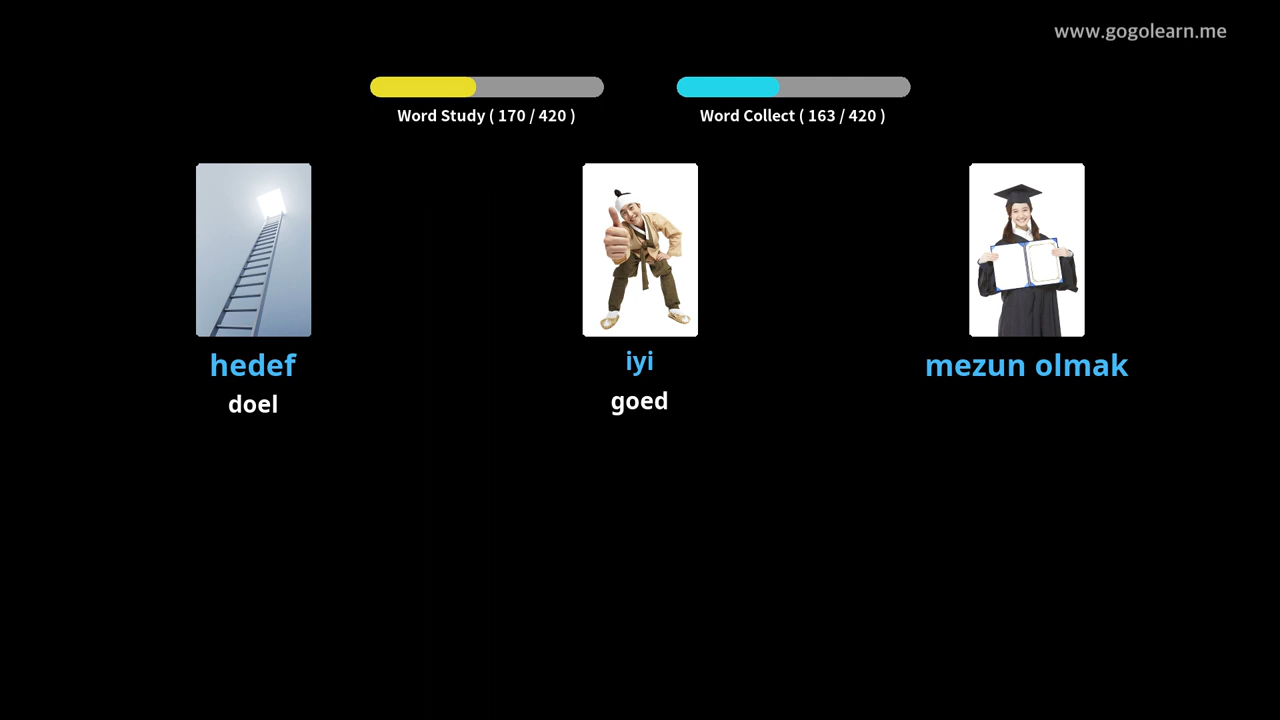 www.gogolearn.me
Word Study ( 170 / 420 )
Word Collect ( 163 / 420 )
hedef
doel
iyi
goed
mezun olmak